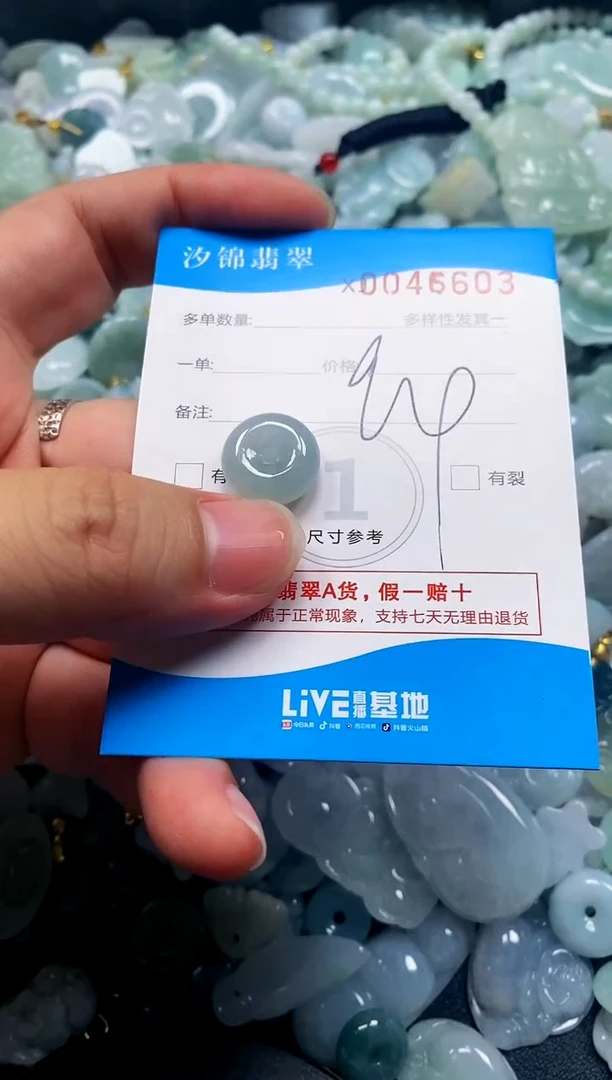 汐锦翡翠
X0046603
多单数量: 多样性发其一
一单: 价格
备注:
有 1 有裂
尺寸参考
翡翠A货，假一赔十
属于正常现象，支持七天无理由退货
LiVE直播基地
今日头条 抖音 西瓜视频 抖音火山版